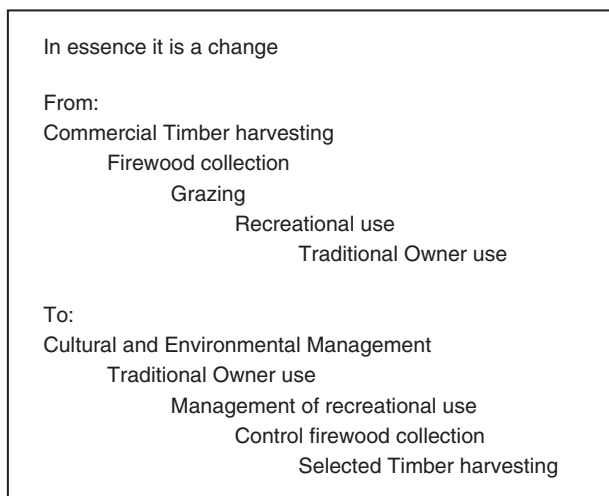 In essence it is a change
From:
Commercial Timber harvesting
Firewood collection
Grazing
Recreational use
Traditional Owner use
To:
Cultural and Environmental Management
Traditional Owner use
Management of recreational use
Control firewood collection
Selected Timber harvesting